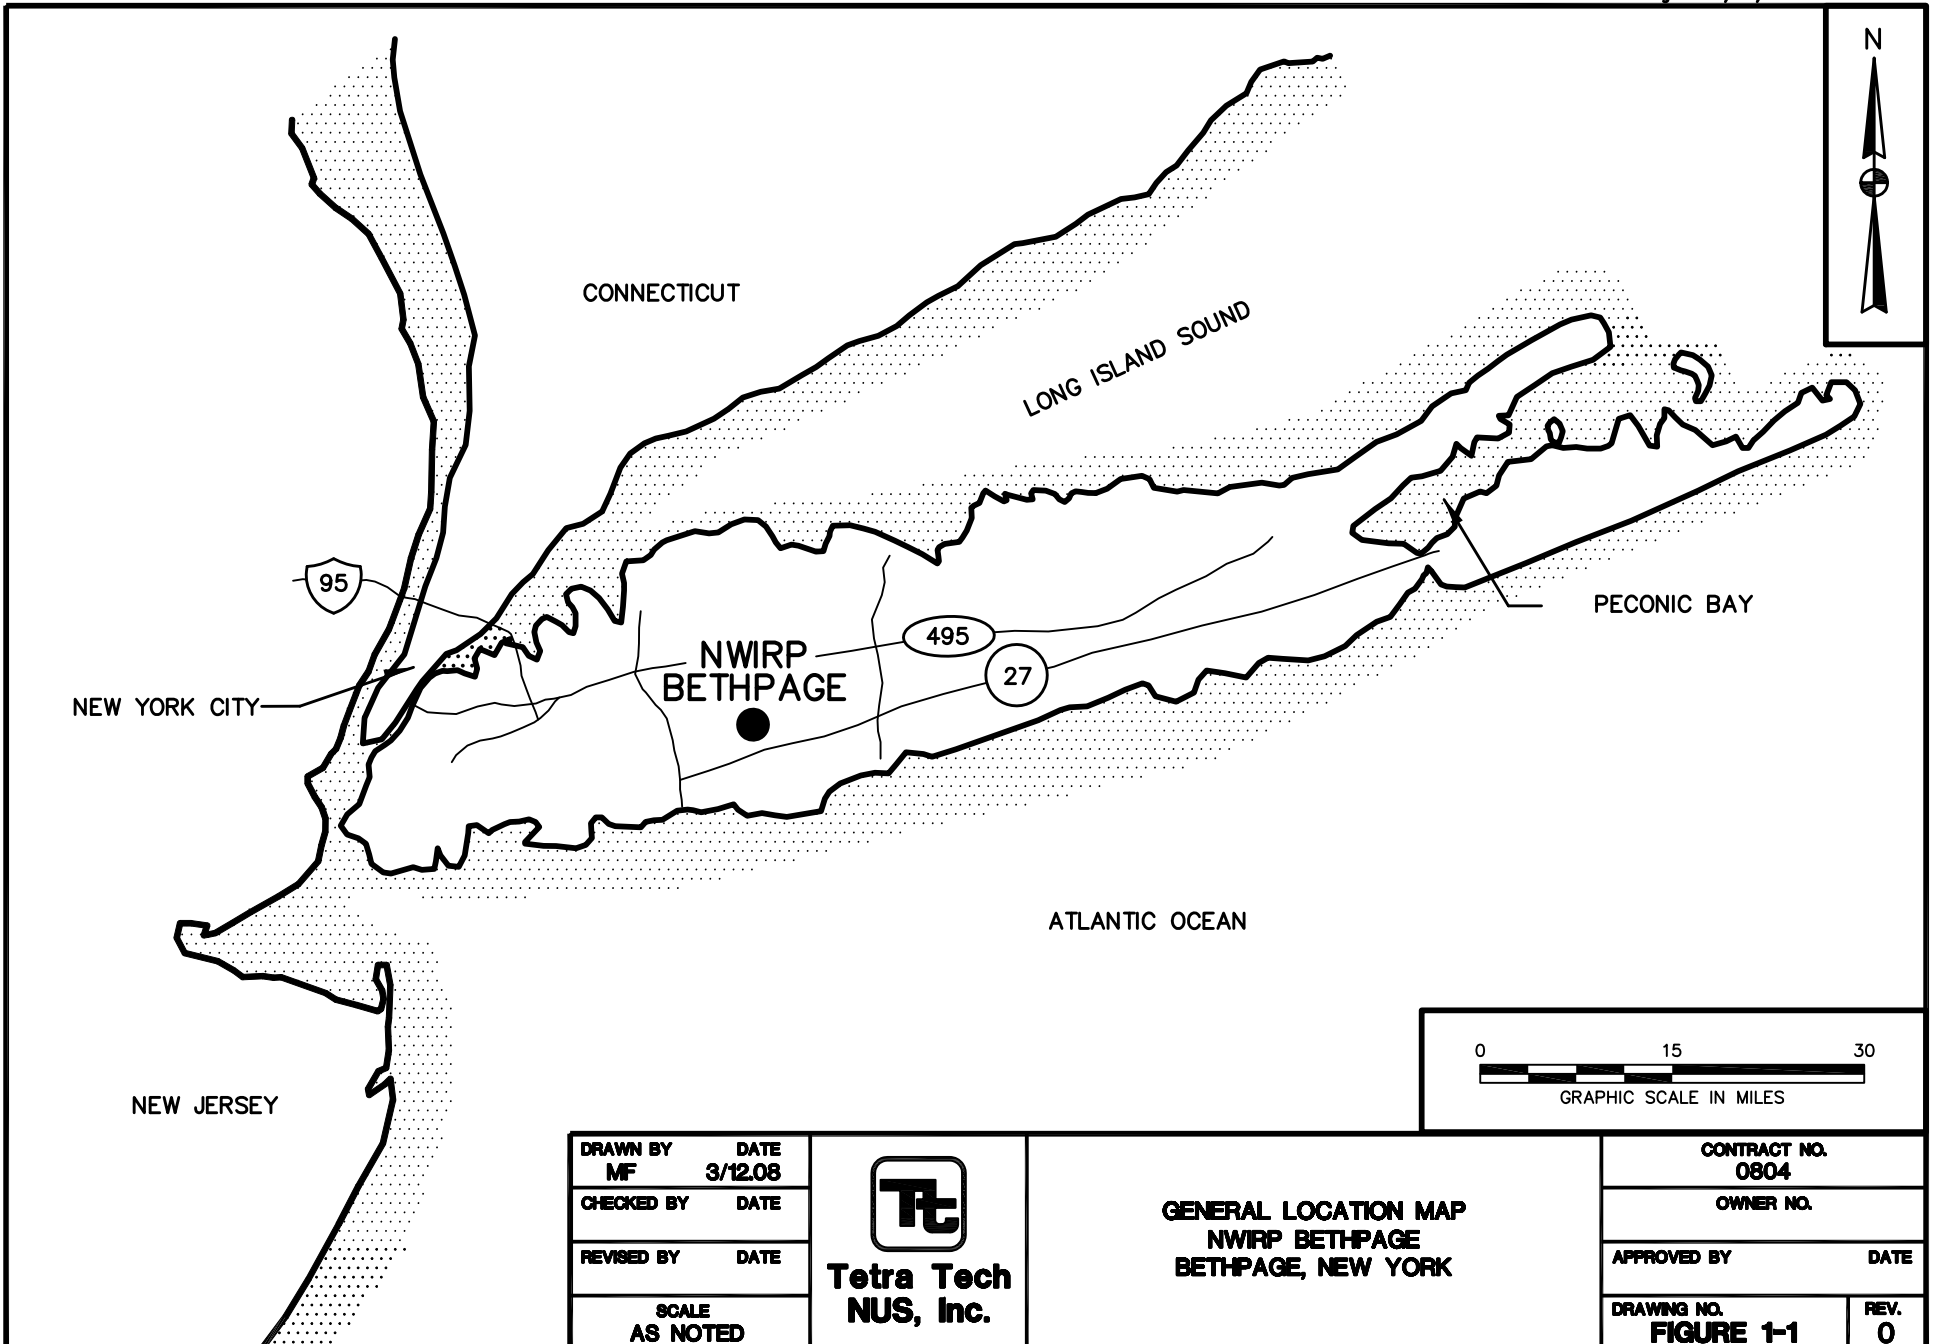 N
CONNECTICUT
LONG ISLAND SOUND
95
NWIRP
BETHPAGE
495
27
PECONIC BAY
NEW YORK CITY
ATLANTIC OCEAN
NEW JERSEY
0 15 30
GRAPHIC SCALE IN MILES
DRAWN BY DATE
MF 3/12.08
CHECKED BY DATE
REVISED BY DATE
SCALE
AS NOTED
Tt
Tetra Tech
NUS, Inc.
GENERAL LOCATION MAP
NWIRP BETHPAGE
BETHPAGE, NEW YORK
CONTRACT NO.
0804
OWNER NO.
APPROVED BY DATE
DRAWING NO.
FIGURE 1-1
REV.
0